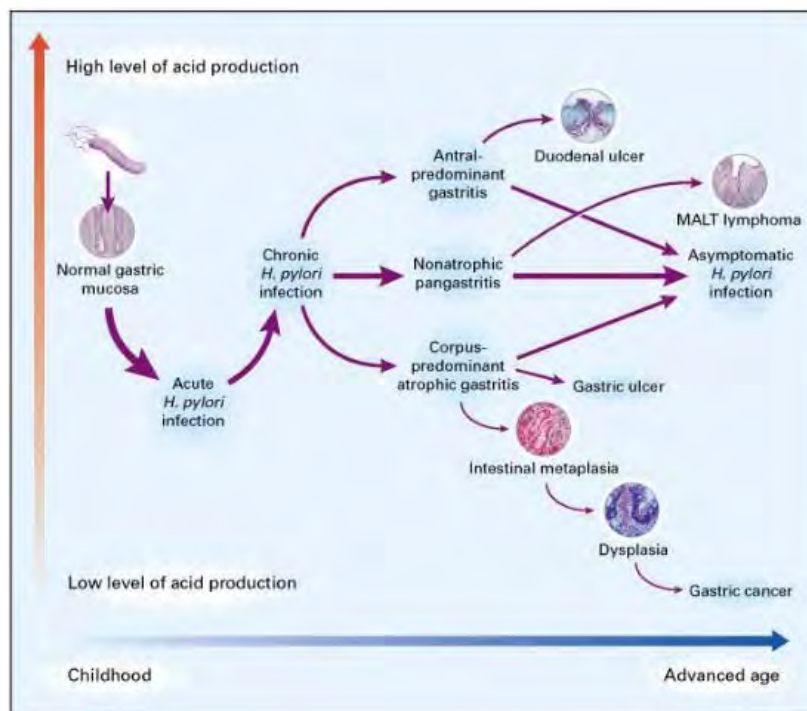 High level of acid production
Duodenal ulcer
Antral-
predominant
gastritis
MALT lymphoma
Normal gastric
mucosa
Chronic
H. pylori
infection
Nonatrophic
pangastritis
Asymptomatic
H. pylori
infection
Corpus-
predominant
atrophic gastritis
Acute
H. pylori
infection
Gastric ulcer
Intestinal metaplasia
Dysplasia
Low level of acid production
Gastric cancer
Childhood
Advanced age